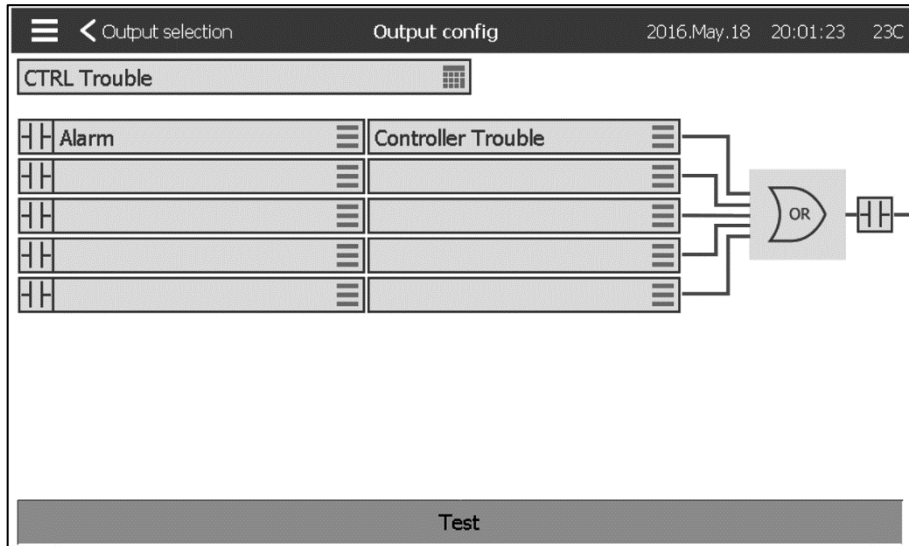 Output selection Output config 2016.May.18 20:01:23 23C
CTRL Trouble
Alarm Controller Trouble
OR
Test